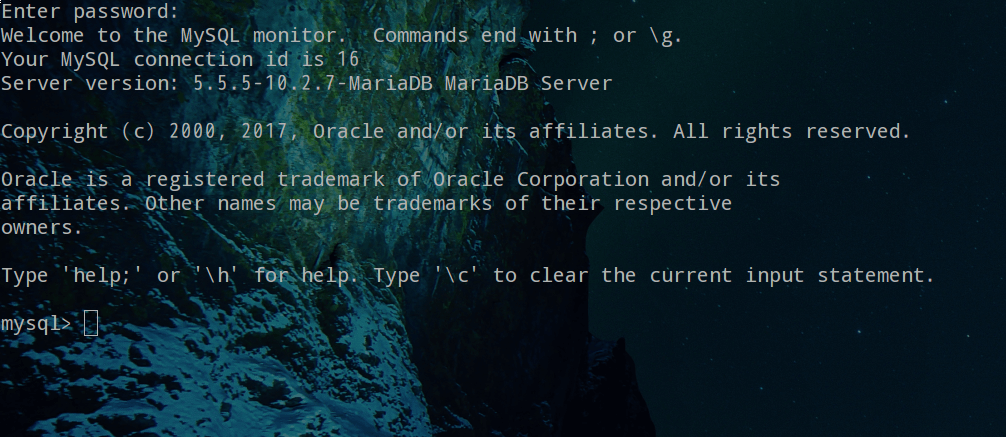 Enter password:
Welcome to the MySQL monitor.  Commands end with ; or \g.
Your MySQL connection id is 16
Server version: 5.5.5-10.2.7-MariaDB MariaDB Server
Copyright (c) 2000, 2017, Oracle and/or its affiliates. All rights reserved.
Oracle is a registered trademark of Oracle Corporation and/or its
affiliates. Other names may be trademarks of their respective
owners.
Type 'help;' or '\h' for help. Type '\c' to clear the current input statement.
mysql>